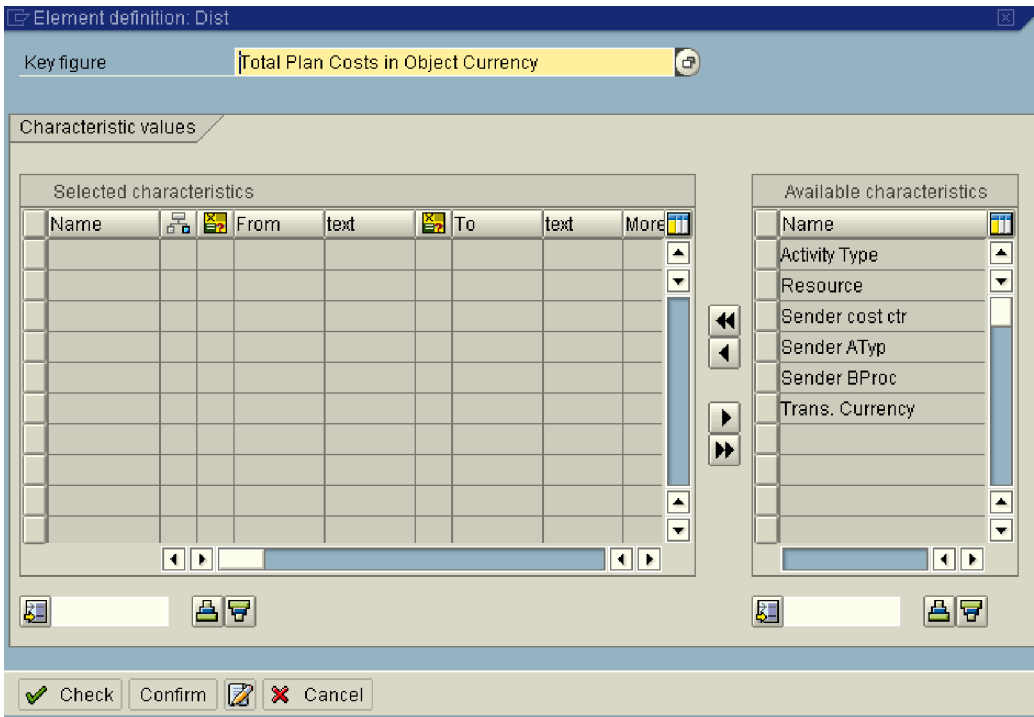 Element definition: Dist
Key figure Total Plan Costs in Object Currency
Characteristic values
Selected characteristics Available characteristics
Name From text To text More Name
Activity Type
Resource
Sender cost ctr
Sender ATyp
Sender BProc
Trans. Currency
Check Confirm Cancel